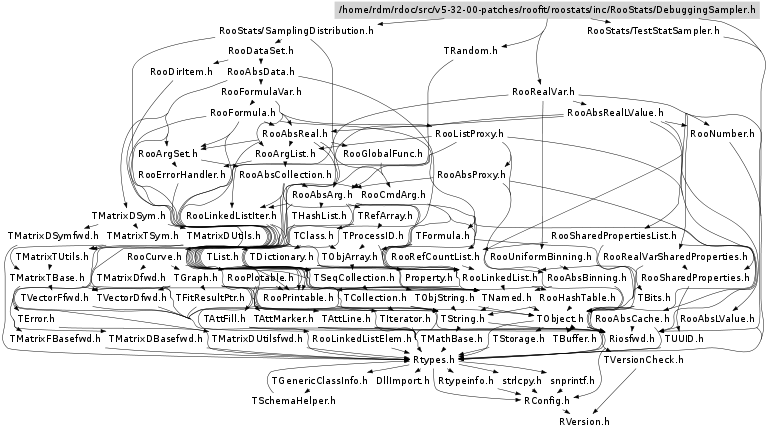 /home/rdm/rdoc/src/v5-32-00-patches/roofit/roostats/inc/RooStats/DebuggingSampler.h
RooStats/SamplingDistribution.h
RooStats/TestStatSampler.h
RooDataSet.h
TRandom.h
RooDirItem.h
RooAbsData.h
RooFormulaVar.h
RooRealVar.h
RooFormula.h
RooAbsRealLValue.h
RooAbsReal.h
RooListProxy.h
RooNumber.h
RooArgSet.h
RooArgList.h
RooGlobalFunc.h
RooErrorHandler.h
RooAbsCollection.h
RooAbsProxy.h
RooAbsArg.h
RooCmdArg.h
TMatrixDSym.h
RooLinkedListIter.h
THashList.h
TRefArray.h
TMatrixDSymfwd.h
TMatrixTSym.h
TMatrixDUtils.h
TClass.h
TProcessID.h
TFormula.h
RooSharedPropertiesList.h
TMatrixTUtils.h
RooCurve.h
TList.h
TDictionary.h
TObjArray.h
RooRefCountList.h
RooUniformBinning.h
RooRealVarSharedProperties.h
TMatrixTBase.h
TMatrixDfwd.h
TGraph.h
RooPlotable.h
TSeqCollection.h
Property.h
RooLinkedList.h
RooAbsBinning.h
RooSharedProperties.h
TVectorFfwd.h
TVectorDfwd.h
TFitResultPtr.h
RooPrintable.h
TCollection.h
TObjString.h
TNamed.h
RooHashTable.h
TBits.h
TError.h
TAttFill.h
TAttMarker.h
TAttLine.h
TIterator.h
TString.h
TObject.h
RooAbsCache.h
RooAbsLValue.h
TMatrixFBasefwd.h
TMatrixDBasefwd.h
TMatrixDUtilsfwd.h
RooLinkedListElem.h
TMathBase.h
TStorage.h
TBuffer.h
Riosfwd.h
TUUID.h
Rtypes.h
TVersionCheck.h
TGenericClassInfo.h
DllImport.h
Rtypeinfo.h
strlcpy.h
snprintf.h
TSchemaHelper.h
RConfig.h
RVersion.h